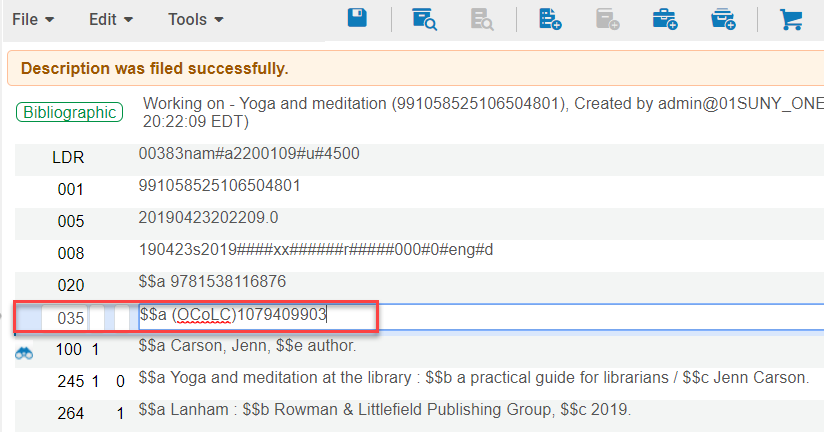 File Edit Tools
Description was filed successfully.
Bibliographic Working on - Yoga and meditation (991058525106504801), Created by admin@01SUNY_ONE
20:22:09 EDT)
LDR 00383nam#a2200109#u#4500
001 991058525106504801
005 20190423202209.0
008 190423s2019####xx######r#####000#0#eng#d
020 $$a 9781538116876
035 $$a (OCoLC)1079409903
100 1 $$a Carson, Jenn, $$e author.
245 1 0 $$a Yoga and meditation at the library : $$b a practical guide for librarians / $$c Jenn Carson.
264 1 $$a Lanham : $$b Rowman & Littlefield Publishing Group, $$c 2019.